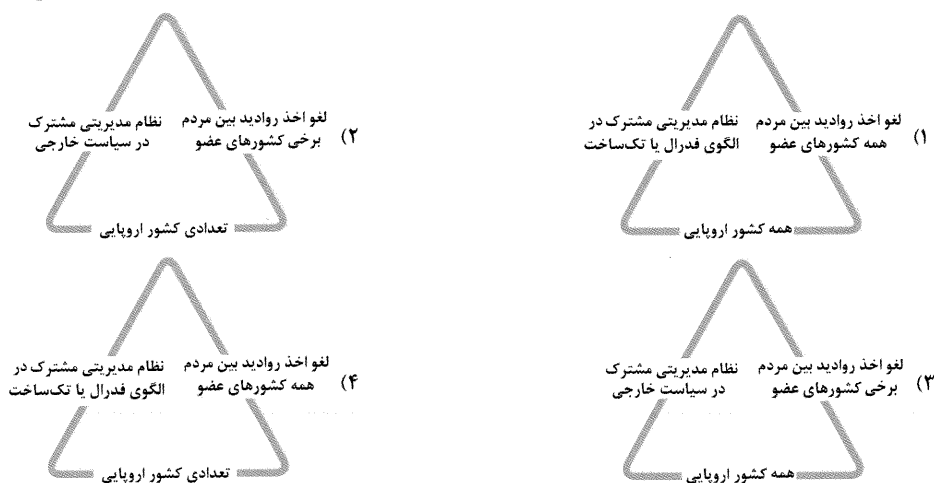 ۱) لغو اخذ روادید بین مردم همه کشورهای عضو
نظام مدیریتی مشترک در الگوی فدرال یا تک‌ساخت
همه کشور اروپایی
۲) لغو اخذ روادید بین مردم برخی کشورهای عضو
نظام مدیریتی مشترک در سیاست خارجی
تعدادی کشور اروپایی
۳) لغو اخذ روادید بین مردم برخی کشورهای عضو
نظام مدیریتی مشترک در سیاست خارجی
همه کشور اروپایی
۴) لغو اخذ روادید بین مردم همه کشورهای عضو
نظام مدیریتی مشترک در الگوی فدرال یا تک‌ساخت
تعدادی کشور اروپایی